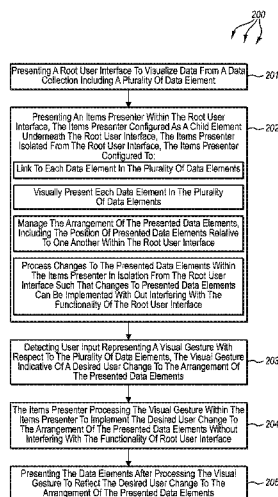 200
Presenting A Root User Interface To Visualize Data From A Data
Collection Including A Plurality Of Data Element
201
Presenting An Items Presenter Within The Root User
Interface, The Items Presenter Configured As A Child Element
Underneath The Root User Interface, The Items Presenter
Isolated From The Root User Interface, The Items Presenter
Configured To:
202
Link To Each Data Element In The Plurality Of Data Elements
Visually Present Each Data Element In The Plurality
Of Data Elements
Manage The Arrangement Of The Presented Data Elements,
Including The Position Of Presented Data Elements Relative
To One Another Within The Root User Interface
Process Changes To The Presented Data Elements Within
The Items Presenter In Isolation From The Root User
Interface Such That Changes To Presented Data Elements
Can Be Implemented With Out Interfering With The
Functionality Of The Root User Interface
Detecting User Input Representing A Visual Gesture With
Respect To The Plurality Of Data Elements, The Visual Gesture
Indicative Of A Desired User Change To The Arrangement Of
The Presented Data Elements
203
The Items Presenter Processing The Visual Gesture Within The
Items Presenter To Implement The Desired User Change To
The Arrangement Of The Presented Data Elements Without
Interfering With The Functionality Of Root User Interface
204
Presenting The Data Elements After Processing The Visual
Gesture To Reflect The Desired User Change To The
Arrangement Of The Presented Data Elements
205